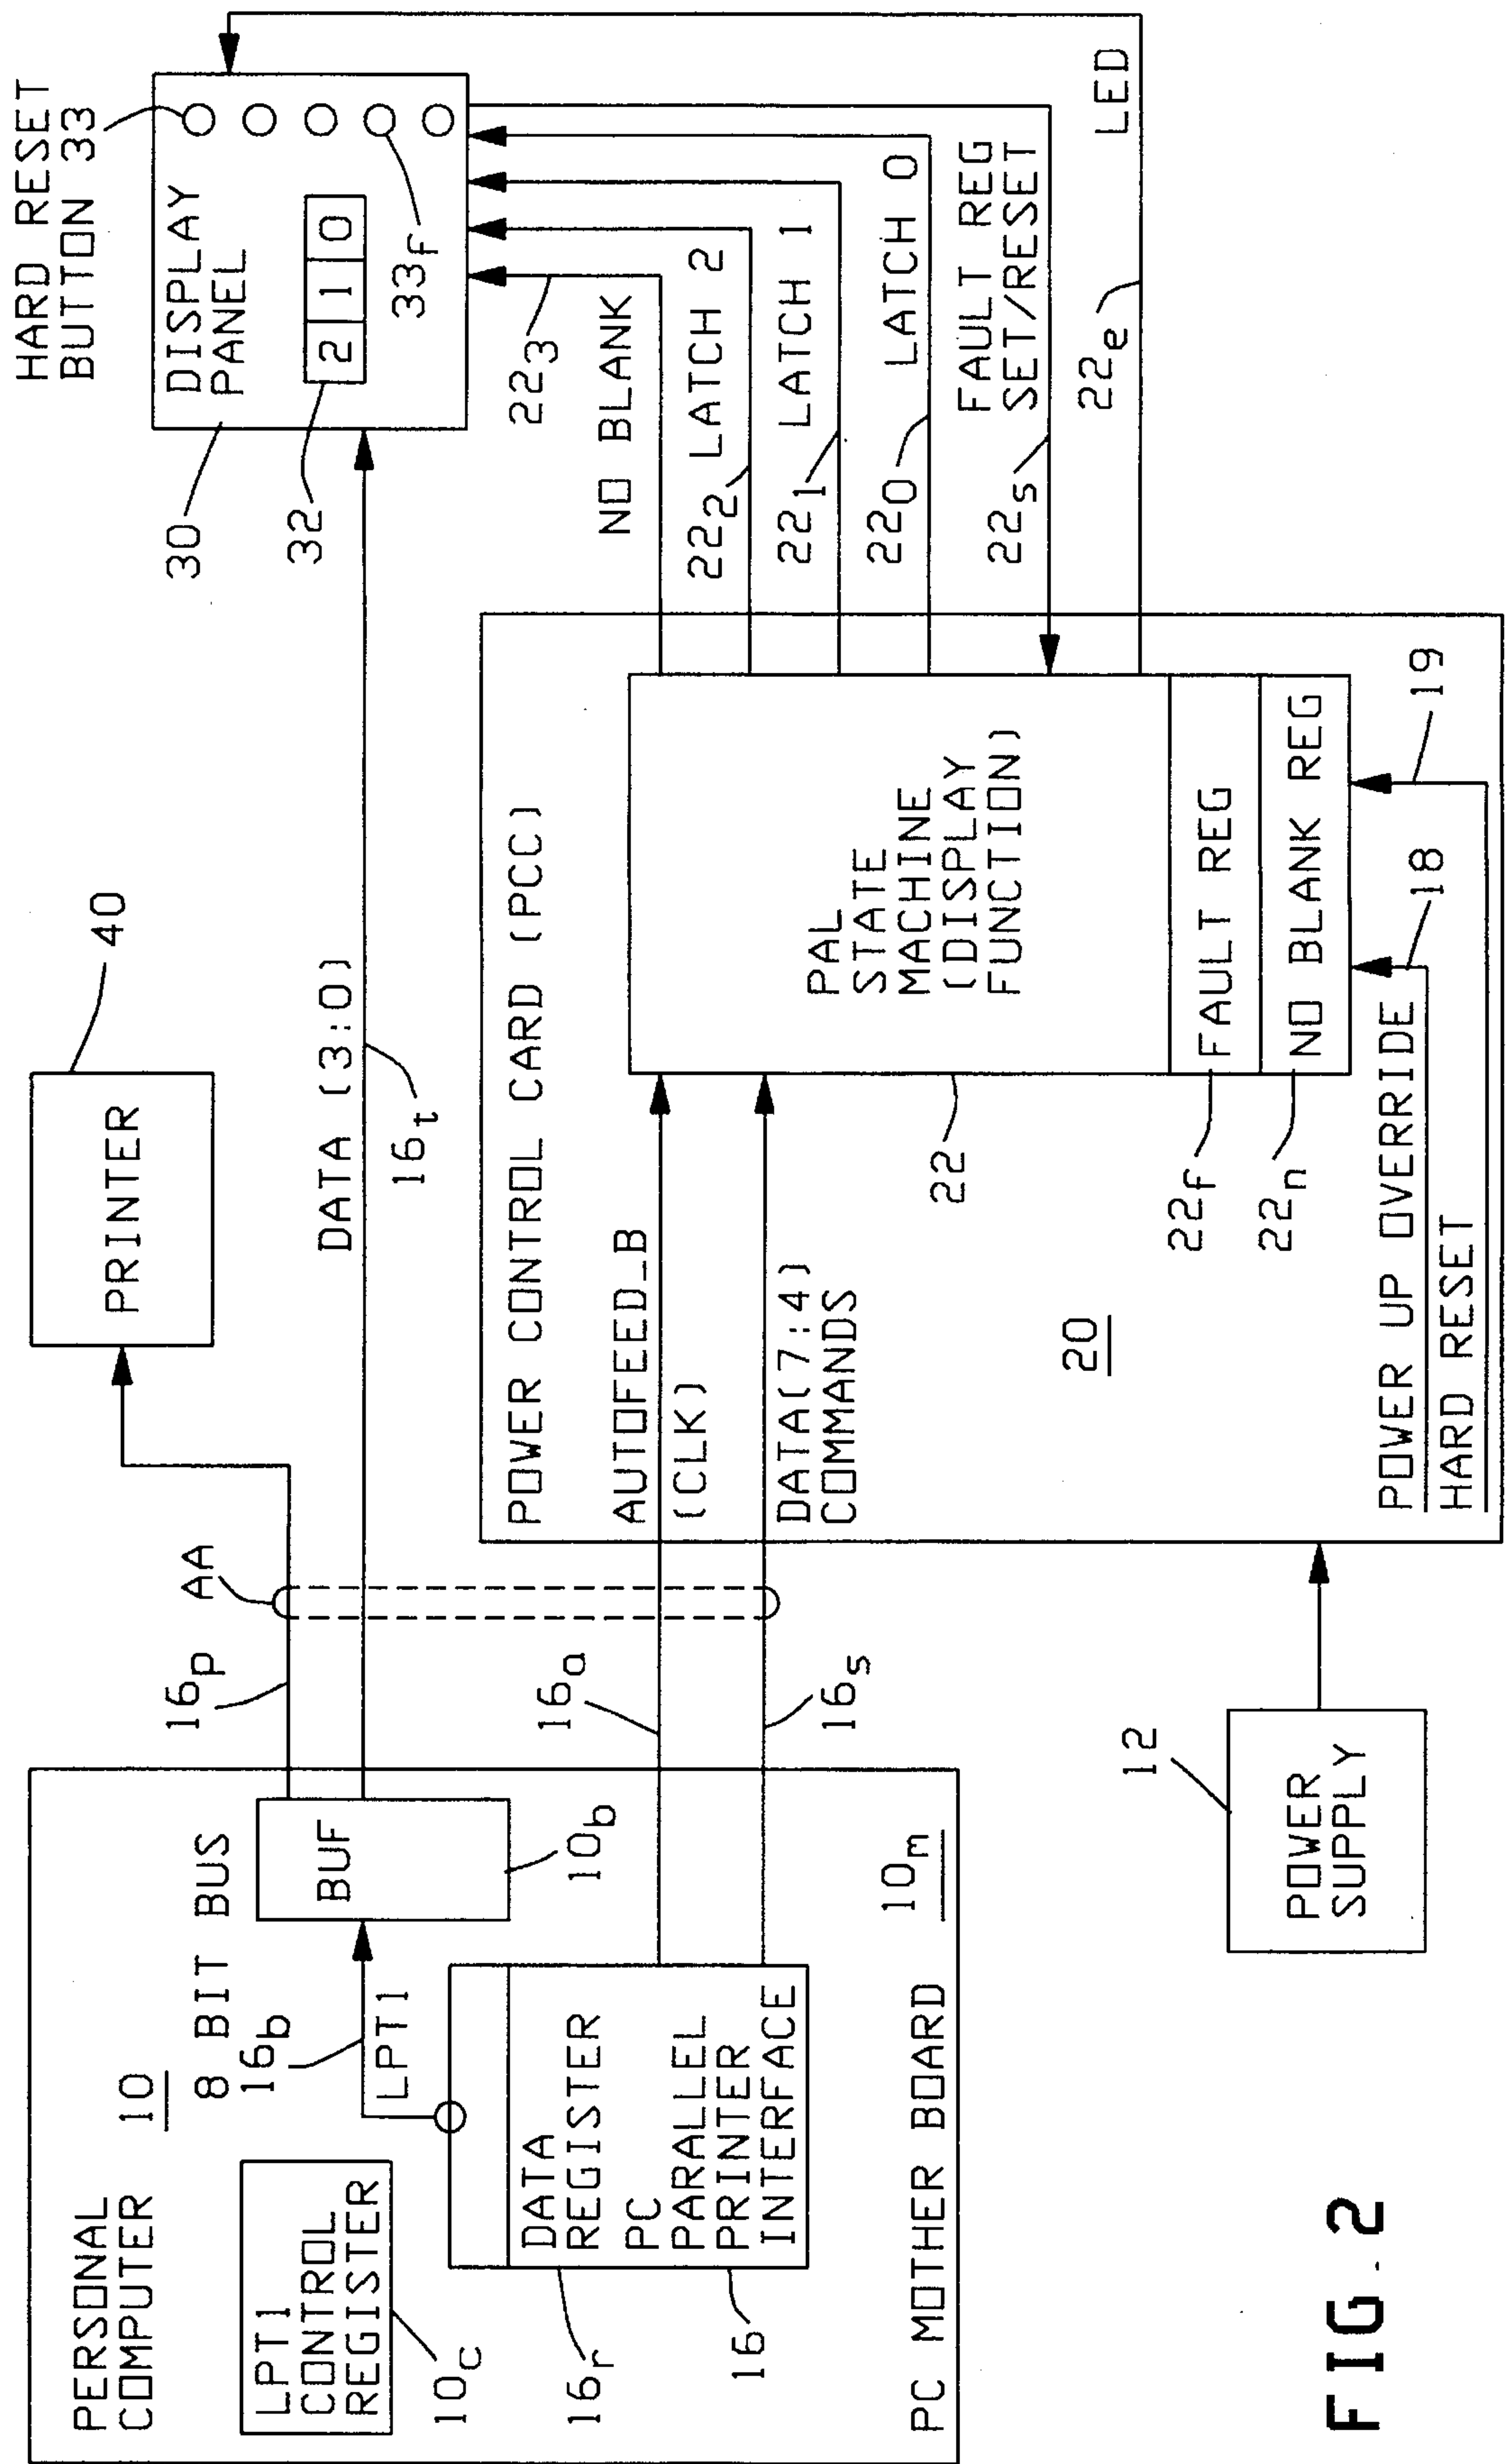 PERSONAL
COMPUTER
10
LPT1
CONTROL
REGISTER
10c
8 BIT BUS
16b
LPT1
BUF
10b
DATA
REGISTER
PC
PARALLEL
PRINTER
INTERFACE
16r
16
10m
PC MOTHER BOARD
16p
AA
16a
16s
PRINTER
40
DATA (3:0)
16t
POWER CONTROL CARD (PCC)
AUTOFEED_B
(CLK)
DATA(7:4)
COMMANDS
20
22
PAL
STATE
MACHINE
(DISPLAY
FUNCTION)
FAULT REG
NO BLANK REG
22f
22n
POWER UP OVERRIDE
18
HARD RESET
19
12
POWER
SUPPLY
HARD RESET
BUTTON 33
DISPLAY
PANEL
30
2 1 0
32
33f
223
NO BLANK
222 LATCH 2
221 LATCH 1
220 LATCH 0
22s
FAULT REG
SET/RESET
22e
LED
FIG. 2